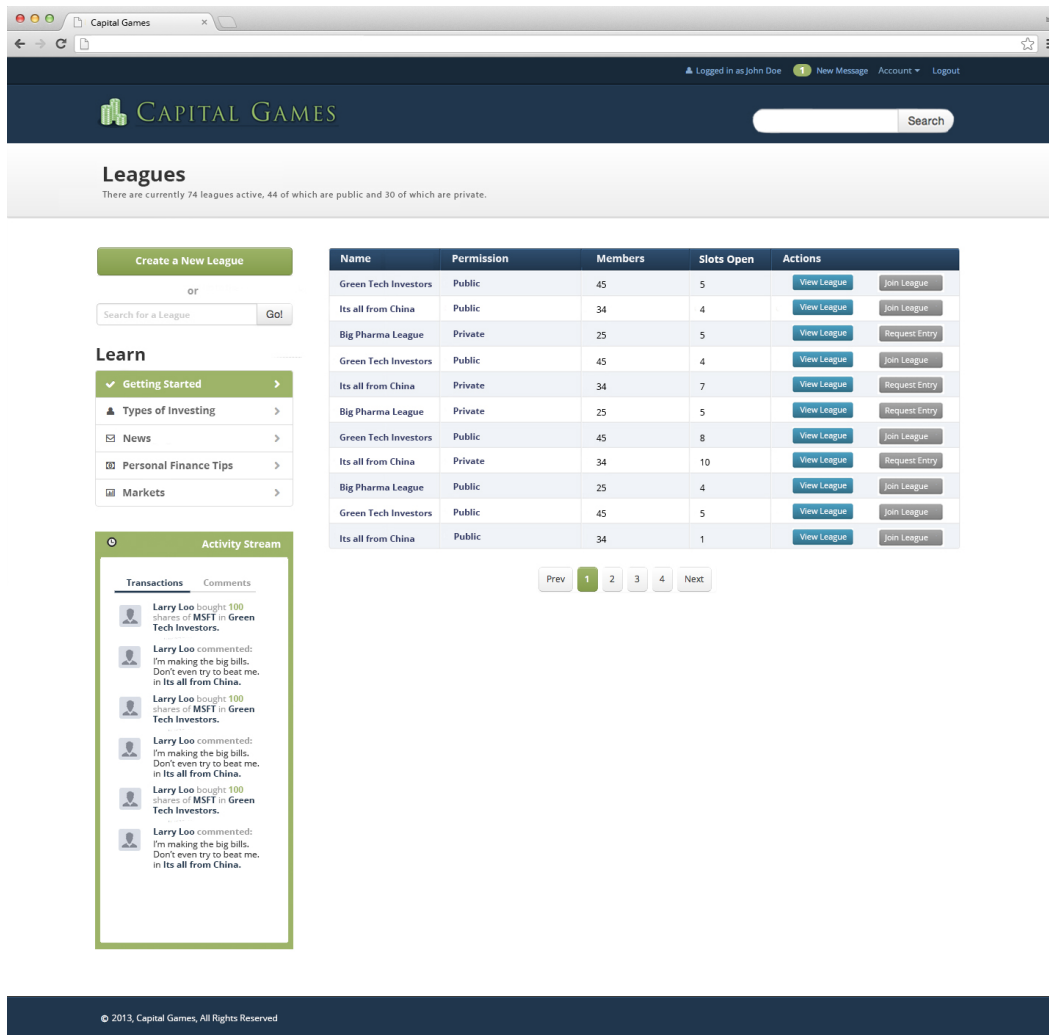 Capital Games
Logged in as John Doe 1 New Message Account Logout
CAPITAL GAMES
Search
Leagues
There are currently 74 leagues active, 44 of which are public and 30 of which are private.
Create a New League
or
Search for a League Go!
Learn
Getting Started
Types of Investing
News
Personal Finance Tips
Markets
Activity Stream
Transactions Comments
Larry Loo bought 100
shares of MSFT in Green
Tech Investors.
Larry Loo commented:
I'm making the big bills.
Don't even try to beat me.
in Its all from China.
Larry Loo bought 100
shares of MSFT in Green
Tech Investors.
Larry Loo commented:
I'm making the big bills.
Don't even try to beat me.
in Its all from China.
Larry Loo bought 100
shares of MSFT in Green
Tech Investors.
Larry Loo commented:
I'm making the big bills.
Don't even try to beat me.
in Its all from China.
Name Permission Members Slots Open Actions
Green Tech Investors Public 45 5 View League Join League
Its all from China Public 34 4 View League Join League
Big Pharma League Private 25 5 View League Request Entry
Green Tech Investors Public 45 4 View League Join League
Its all from China Private 34 7 View League Request Entry
Big Pharma League Private 25 5 View League Request Entry
Green Tech Investors Public 45 8 View League Join League
Its all from China Private 34 10 View League Request Entry
Big Pharma League Public 25 4 View League Join League
Green Tech Investors Public 45 5 View League Join League
Its all from China Public 34 1 View League Join League
Prev 1 2 3 4 Next
© 2013, Capital Games, All Rights Reserved